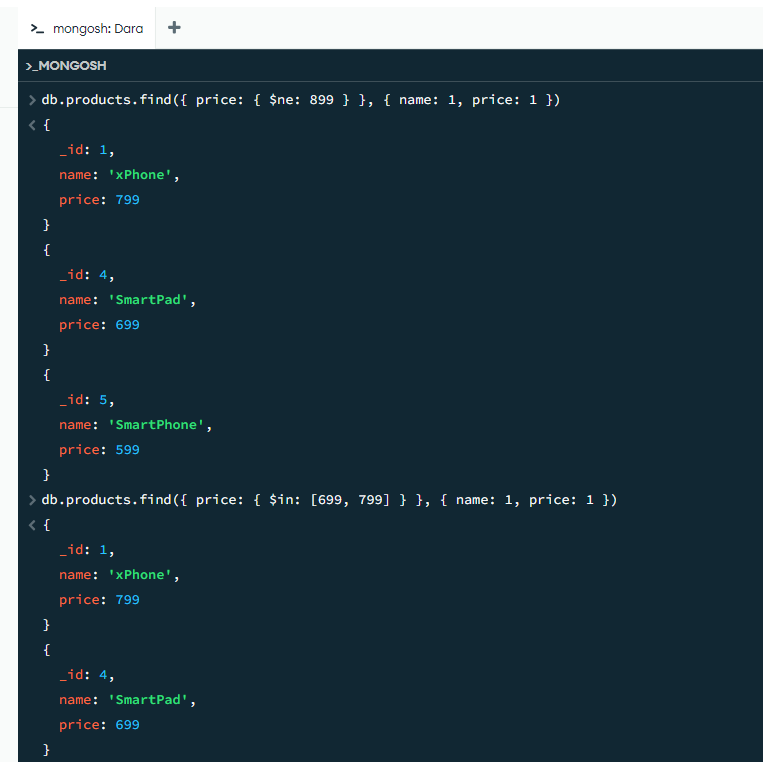 >_ mongosh: Dara +
>_MONGOSH
> db.products.find({ price: { $ne: 899 } }, { name: 1, price: 1 })
< {
_id: 1,
name: 'xPhone',
price: 799
}
{
_id: 4,
name: 'SmartPad',
price: 699
}
{
_id: 5,
name: 'SmartPhone',
price: 599
}
> db.products.find({ price: { $in: [699, 799] } }, { name: 1, price: 1 })
< {
_id: 1,
name: 'xPhone',
price: 799
}
{
_id: 4,
name: 'SmartPad',
price: 699
}